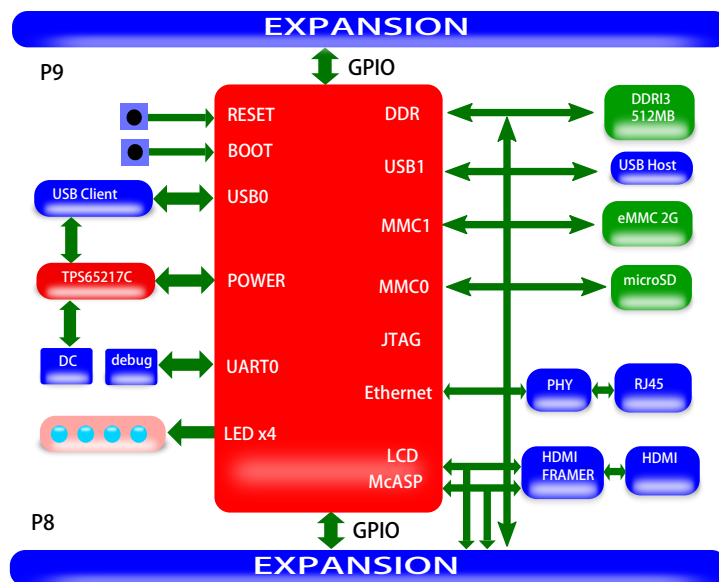 EXPANSION
P9
GPIO
RESET
BOOT
USB0
POWER
UART0
LED x4
DDR
USB1
MMC1
MMC0
JTAG
Ethernet
LCD
McASP
USB Client
TPS65217C
DC
debug
DDRI3
512MB
USB Host
eMMC 2G
microSD
PHY
RJ45
HDMI
FRAMER
HDMI
P8
GPIO
EXPANSION